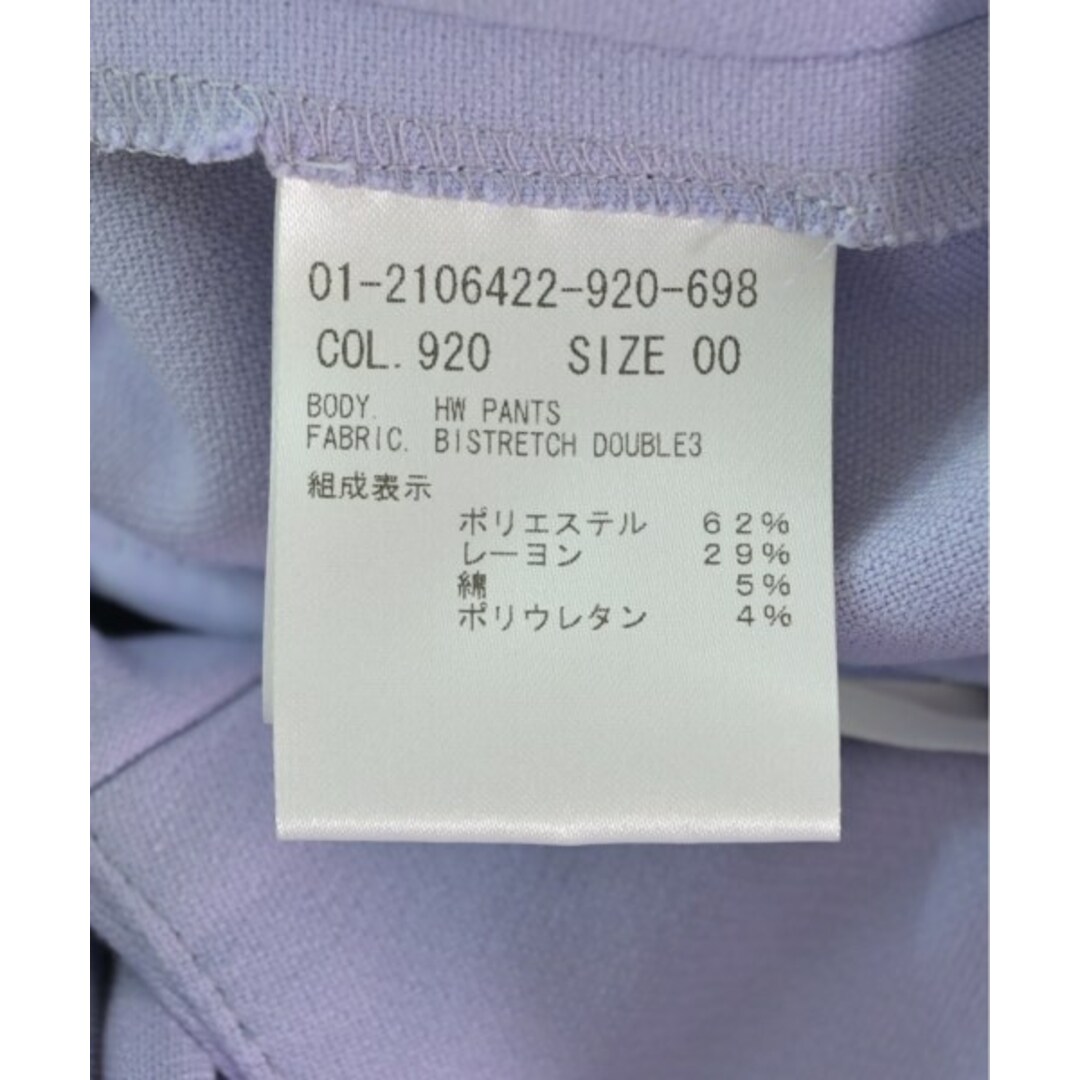 01-2106422-920-698
COL. 920 SIZE 00
BODY. HW PANTS
FABRIC. BISTRETCH DOUBLE3
組成表示
ポリエステル 62%
レーヨン 29%
綿 5%
ポリウレタン 4%